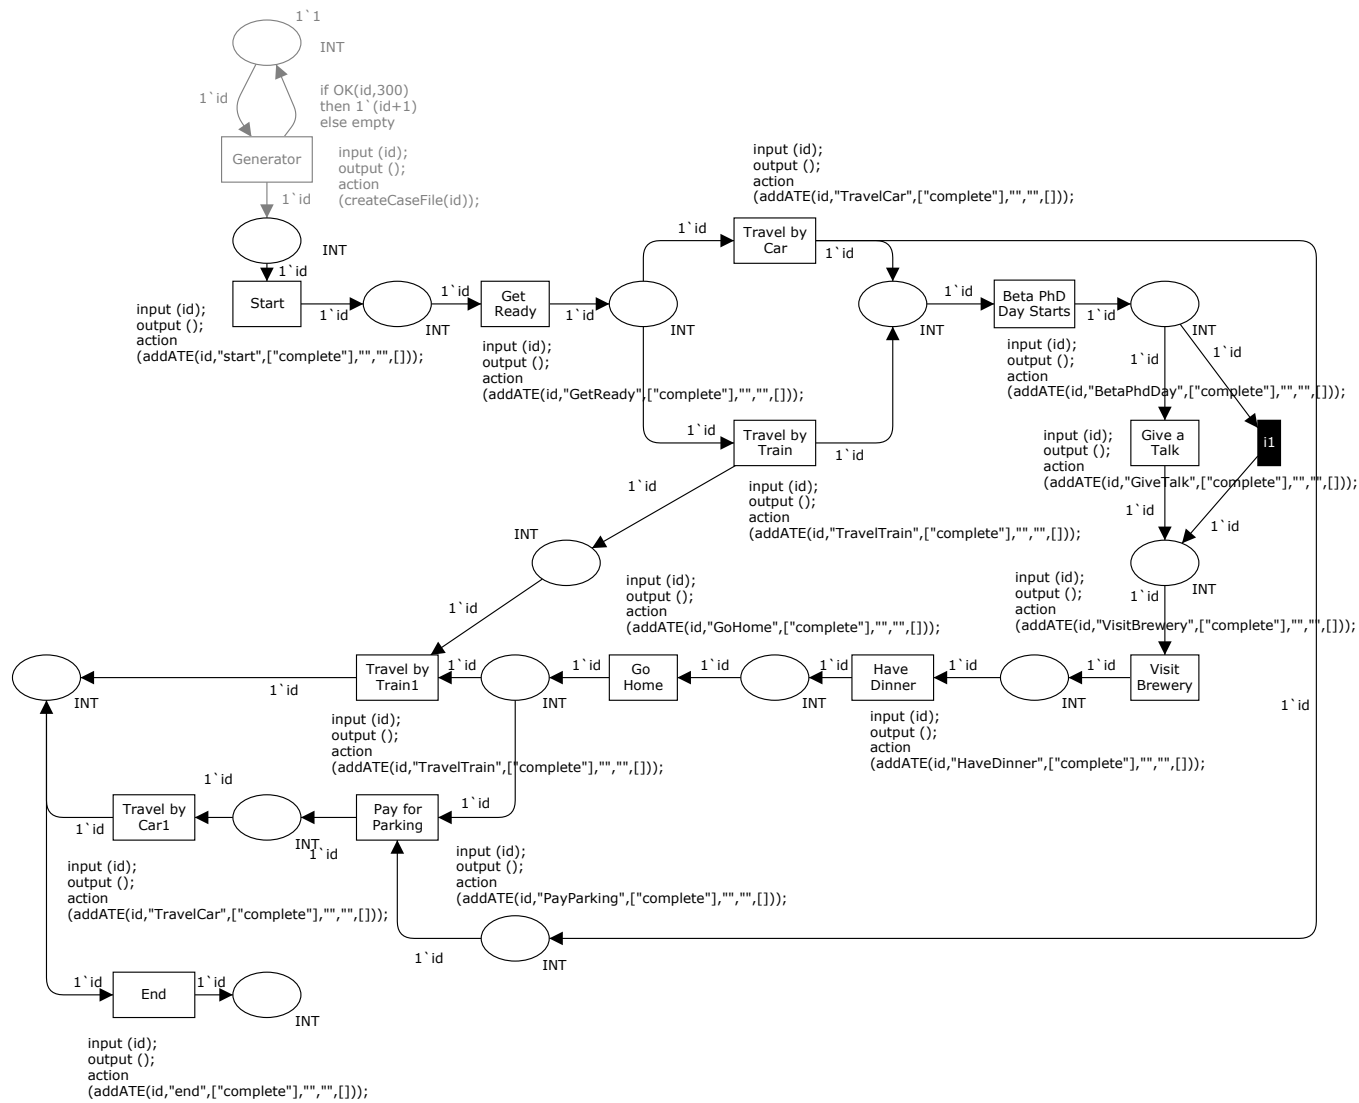 1`1
INT
1`id
if OK(id,300)
then 1`(id+1)
else empty
Generator
input (id);
output ();
action
(createCaseFile(id));
1`id
INT
1`id
Start
input (id);
output ();
action
(addATE(id,"start",["complete"],"","",[]));
1`id
INT
1`id
Get
Ready
input (id);
output ();
action
(addATE(id,"GetReady",["complete"],"","",[]));
1`id
INT
1`id
input (id);
output ();
action
(addATE(id,"TravelCar",["complete"],"","",[]));
Travel by
Car
1`id
1`id
Travel by
Train
1`id
input (id);
output ();
action
(addATE(id,"TravelTrain",["complete"],"","",[]));
INT
1`id
Beta PhD
Day Starts
input (id);
output ();
action
(addATE(id,"BetaPhdDay",["complete"],"","",[]));
1`id
INT
1`id
1`id
Give a
Talk
i1
input (id);
output ();
action
(addATE(id,"GiveTalk",["complete"],"","",[]));
1`id
1`id
INT
1`id
input (id);
output ();
action
(addATE(id,"VisitBrewery",["complete"],"","",[]));
Visit
Brewery
1`id
INT
1`id
Have
Dinner
input (id);
output ();
action
(addATE(id,"HaveDinner",["complete"],"","",[]));
1`id
INT
1`id
Go
Home
input (id);
output ();
action
(addATE(id,"GoHome",["complete"],"","",[]));
1`id
INT
1`id
1`id
INT
1`id
Travel by
Train1
input (id);
output ();
action
(addATE(id,"TravelTrain",["complete"],"","",[]));
1`id
INT
1`id
Pay for
Parking
input (id);
output ();
action
(addATE(id,"PayParking",["complete"],"","",[]));
1`id
1`id
INT
1`id
INT
1`id
Travel by
Car1
input (id);
output ();
action
(addATE(id,"TravelCar",["complete"],"","",[]));
1`id
1`id
End
1`id
INT
input (id);
output ();
action
(addATE(id,"end",["complete"],"","",[]));